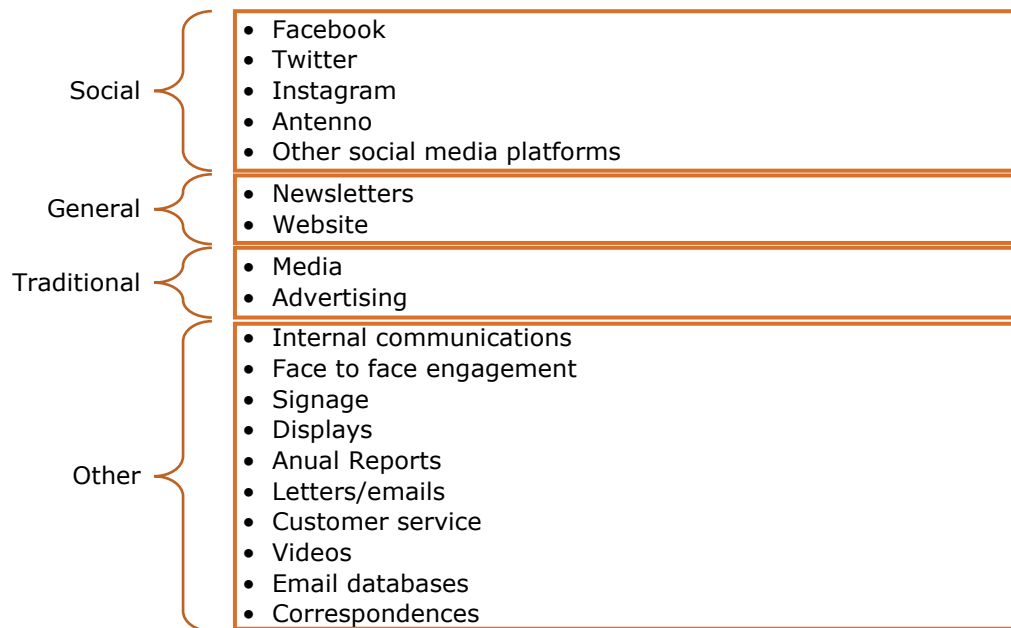 Social
• Facebook
• Twitter
• Instagram
• Antenno
• Other social media platforms
General
• Newsletters
• Website
Traditional
• Media
• Advertising
Other
• Internal communications
• Face to face engagement
• Signage
• Displays
• Anual Reports
• Letters/emails
• Customer service
• Videos
• Email databases
• Correspondences